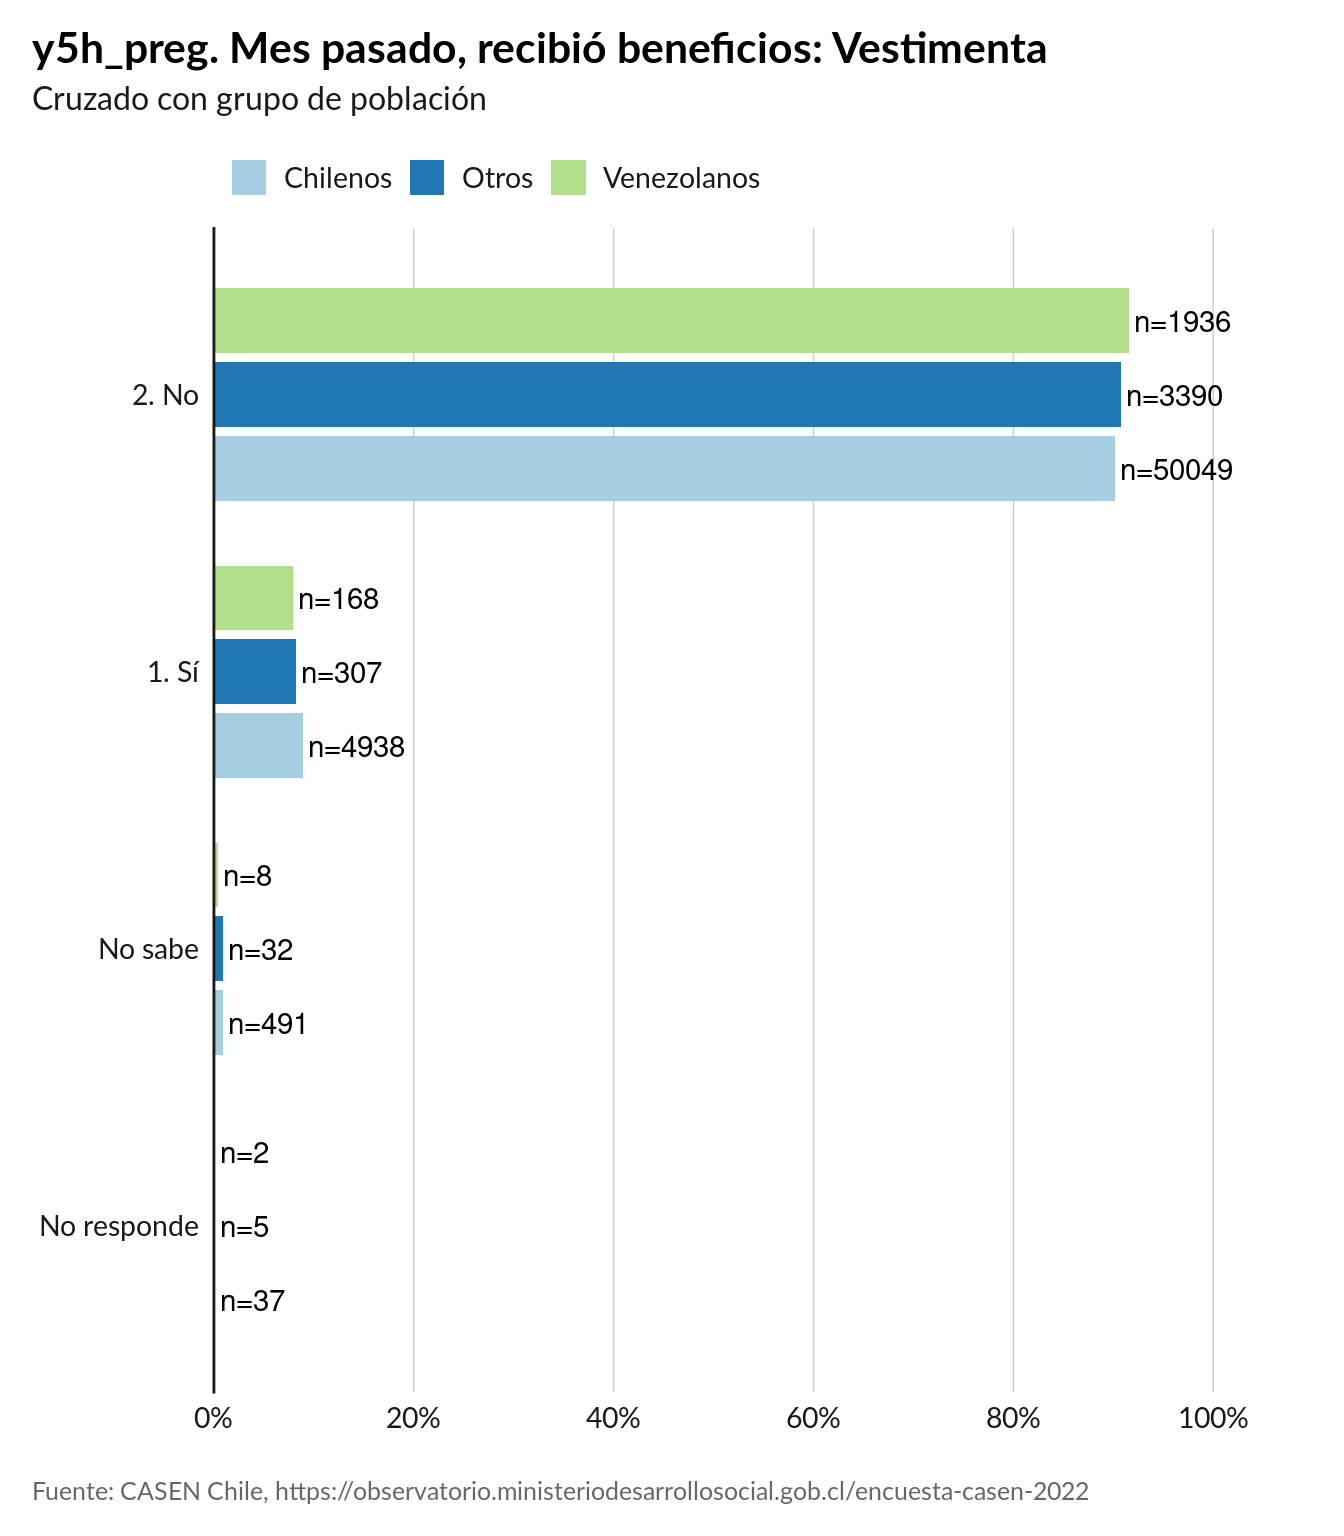 y5h_preg. Mes pasado, recibió beneficios: Vestimenta
Cruzado con grupo de población
Chilenos Otros Venezolanos
n=1936
2. No n=3390
n=50049
n=168
1. Sí n=307
n=4938
n=8
No sabe n=32
n=491
n=2
No responde n=5
n=37
0% 20% 40% 60% 80% 100%
Fuente: CASEN Chile, https://observatorio.ministeriodesarrollosocial.gob.cl/encuesta-casen-2022